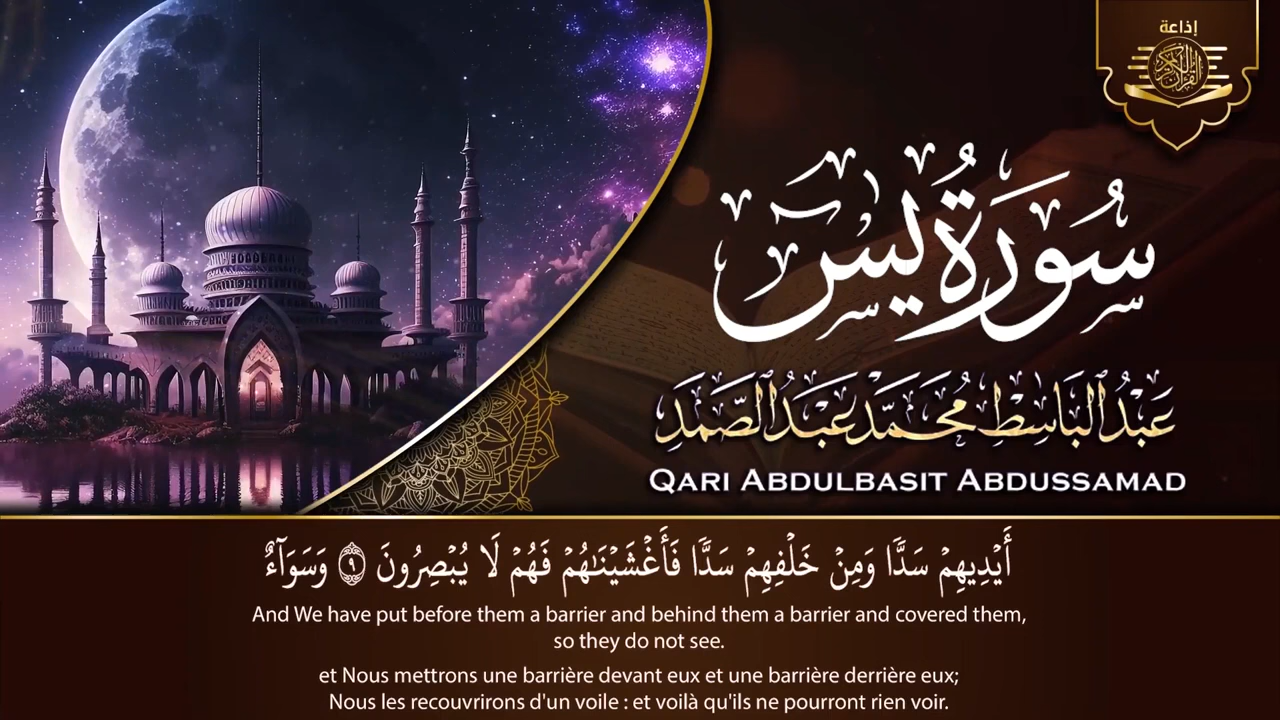 إذاعة
القرآن الكريم
سُورَةُ يسٓ
عَبْدُ الْبَاسِطِ مُحَمَّدْ عَبْدُ الصَّمَدِ
QARI ABDULBASIT ABDUSSAMAD
أَيْدِيهِمْ سَدًّا وَمِنْ خَلْفِهِمْ سَدًّا فَأَغْشَيْنَٰهُمْ فَهُمْ لَا يُبْصِرُونَ ۝٩ وَسَوَآءٌ
And We have put before them a barrier and behind them a barrier and covered them,
so they do not see.
et Nous mettrons une barrière devant eux et une barrière derrière eux;
Nous les recouvrirons d'un voile : et voilà qu'ils ne pourront rien voir.